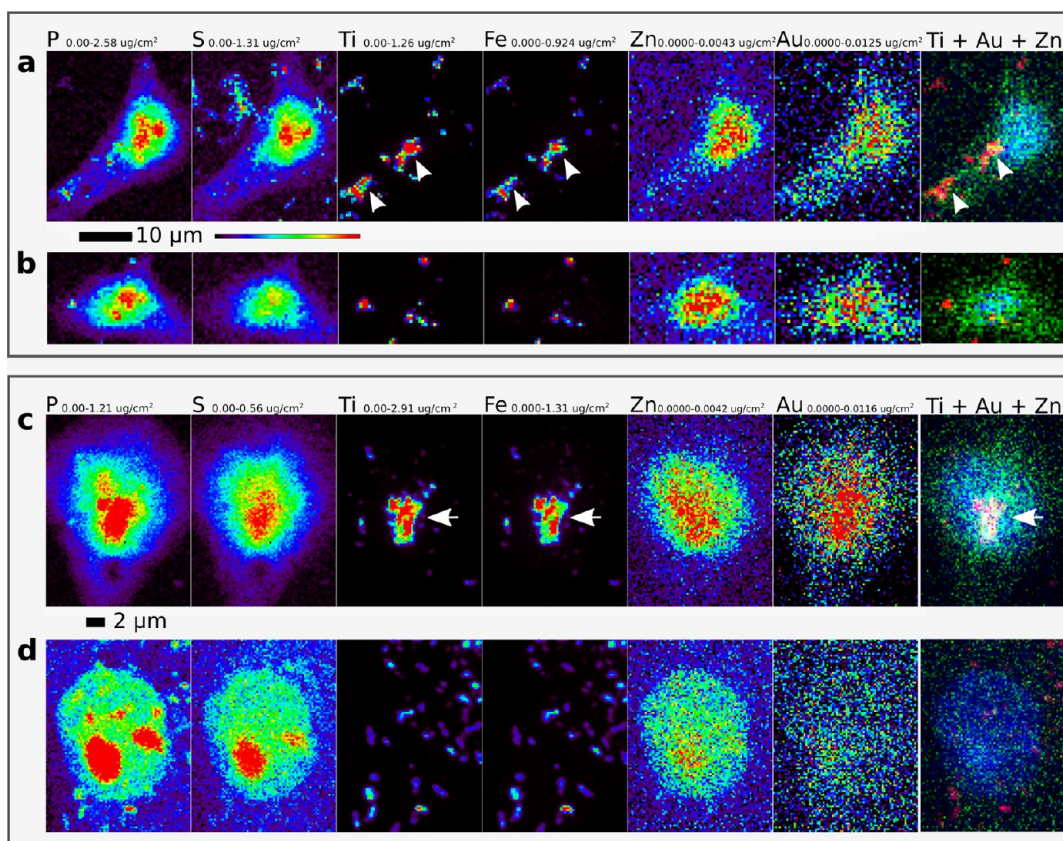 P 0.00-2.58 ug/cm² S 0.00-1.31 ug/cm² Ti 0.00-1.26 ug/cm² Fe 0.000-0.924 ug/cm² Zn 0.0000-0.0043 ug/cm² Au 0.0000-0.0125 ug/cm² Ti + Au + Zn
a
10 µm
b
P 0.00-1.21 ug/cm² S 0.00-0.56 ug/cm² Ti 0.00-2.91 ug/cm² Fe 0.000-1.31 ug/cm² Zn 0.0000-0.0042 ug/cm² Au 0.0000-0.0116 ug/cm² Ti + Au + Zn
c
2 µm
d